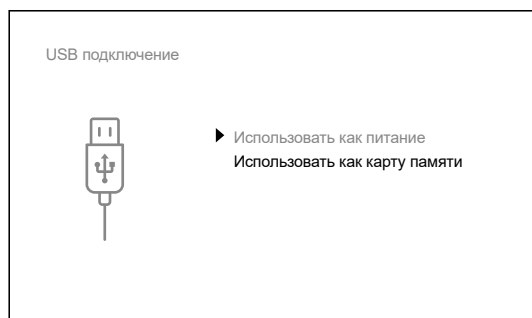 USB подключение
Использовать как питание
Использовать как карту памяти